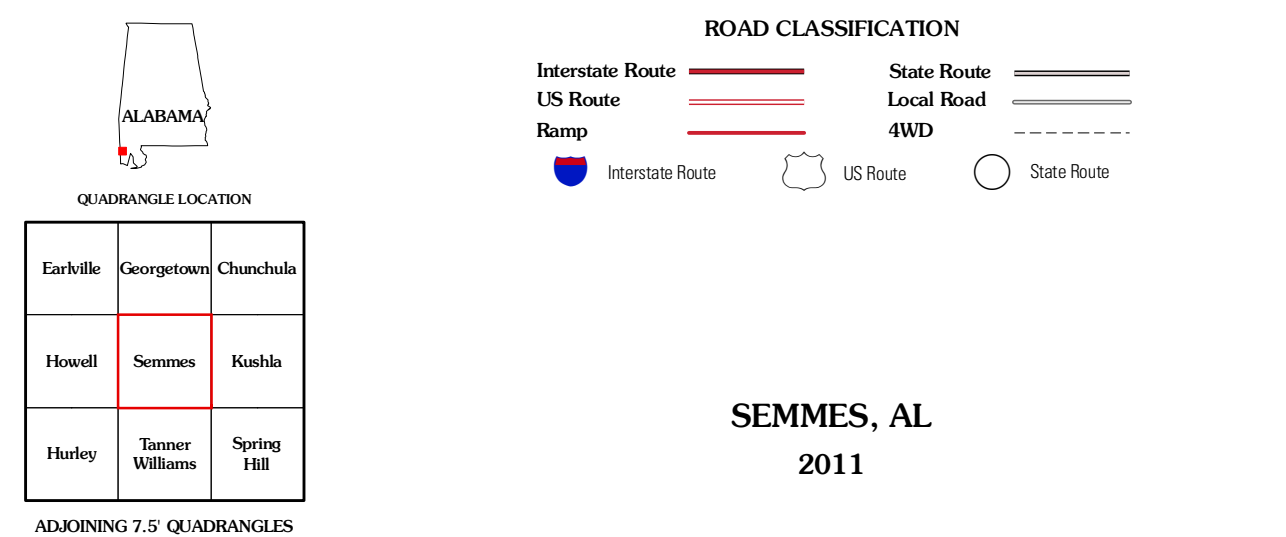 ALABAMA
QUADRANGLE LOCATION
Earlville Georgetown Chunchula
Howell Semmes Kushla
Hurley Tanner Williams Spring Hill
ADJOINING 7.5' QUADRANGLES
ROAD CLASSIFICATION
Interstate Route State Route
US Route Local Road
Ramp 4WD
Interstate Route US Route State Route
SEMMES, AL
2011